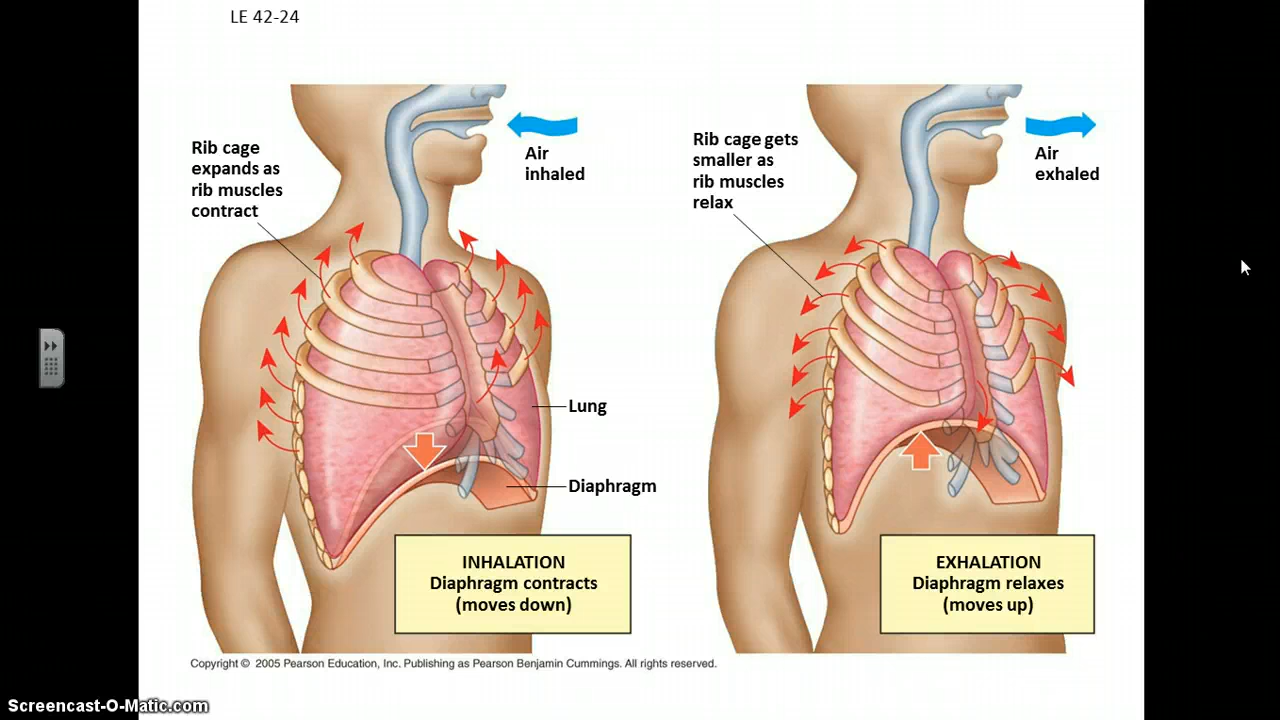 LE 42-24
Rib cage
expands as
rib muscles
contract
Air
inhaled
Lung
Diaphragm
INHALATION
Diaphragm contracts
(moves down)
Rib cage gets
smaller as
rib muscles
relax
Air
exhaled
EXHALATION
Diaphragm relaxes
(moves up)
Copyright © 2005 Pearson Education, Inc. Publishing as Pearson Benjamin Cummings. All rights reserved.
Screencast-O-Matic.com